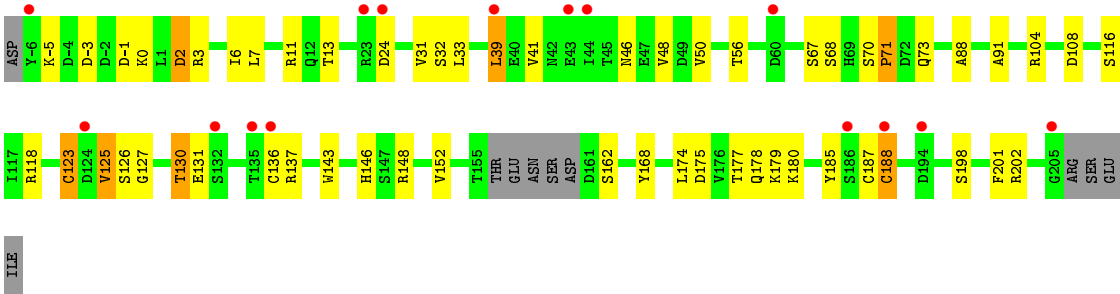 ASP Y-6 K-5 D-4 D-3 D-2 D-1 K0 L1 D2 R3 I6 L7 R11 Q12 T13 R23 D24 V31 S32 L33 L39 E40 V41 N42 E43 I44 T45 N46 E47 V48 D49 V50 T56 D60 S67 S68 H69 S70 P71 D72 Q73 A88 A91 R104 D108 S116
I117 R118 C123 D124 V125 S126 G127 T130 E131 S132 T135 C136 R137 W143 H146 S147 R148 V152 T155 THR GLU ASN SER ASP D161 S162 Y168 L174 D175 V176 T177 Q178 K179 K180 Y185 S186 C187 C188 D194 S198 F201 R202 G205 ARG SER GLU
ILE